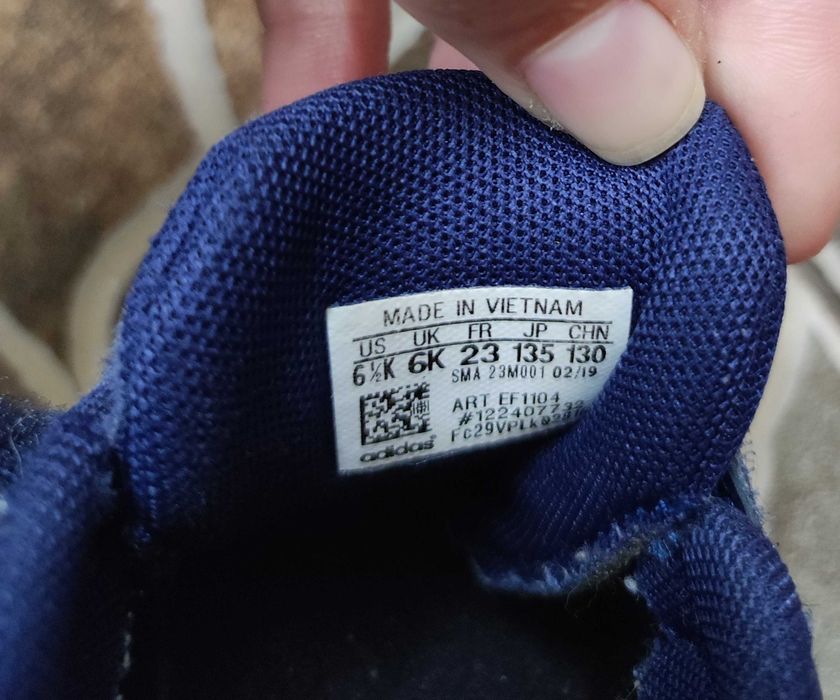 MADE IN VIETNAM
US UK FR JP CHN
6½K 6K 23 135 130
SMA 23M001 02/19
ART EF1104
#122407732
adidas